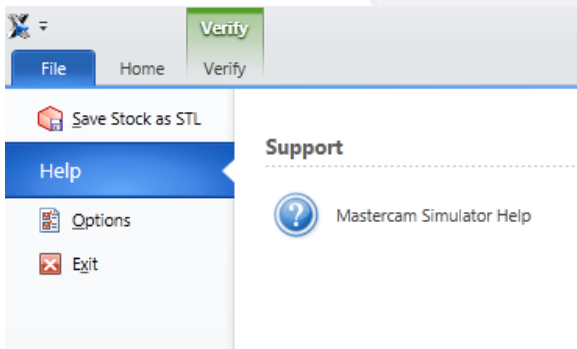 Verify
File Home Verify
Save Stock as STL
Help
Options
Exit
Support
Mastercam Simulator Help